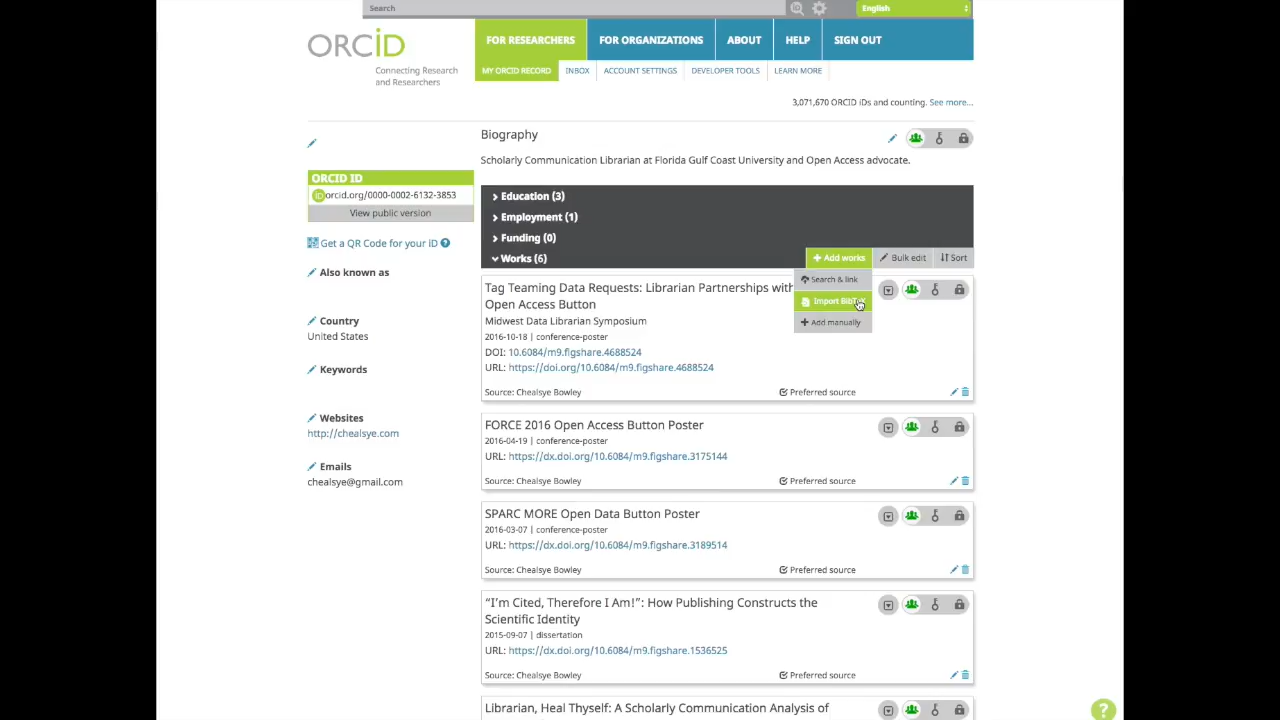 Search
English
ORCID
Connecting Research
and Researchers
FOR RESEARCHERS
FOR ORGANIZATIONS
ABOUT
HELP
SIGN OUT
MY ORCID RECORD
INBOX
ACCOUNT SETTINGS
DEVELOPER TOOLS
LEARN MORE
3,071,670 ORCID iDs and counting. See more...
ORCID ID
iD orcid.org/0000-0002-6132-3853
View public version
Get a QR Code for your iD ?
Also known as
Country
United States
Keywords
Websites
http://chealsye.com
Emails
chealsye@gmail.com
Biography
Scholarly Communication Librarian at Florida Gulf Coast University and Open Access advocate.
Education (3)
Employment (1)
Funding (0)
Works (6)
Add works
Bulk edit
Sort
Search & link
Import BibTeX
Add manually
Tag Teaming Data Requests: Librarian Partnerships with
Open Access Button
Midwest Data Librarian Symposium
2016-10-18 | conference-poster
DOI: 10.6084/m9.figshare.4688524
URL: https://doi.org/10.6084/m9.figshare.4688524
Source: Chealsye Bowley
Preferred source
FORCE 2016 Open Access Button Poster
2016-04-19 | conference-poster
URL: https://dx.doi.org/10.6084/m9.figshare.3175144
Source: Chealsye Bowley
Preferred source
SPARC MORE Open Data Button Poster
2016-03-07 | conference-poster
URL: https://dx.doi.org/10.6084/m9.figshare.3189514
Source: Chealsye Bowley
Preferred source
“I’m Cited, Therefore I Am!”: How Publishing Constructs the
Scientific Identity
2015-09-07 | dissertation
URL: https://dx.doi.org/10.6084/m9.figshare.1536525
Source: Chealsye Bowley
Preferred source
Librarian, Heal Thyself: A Scholarly Communication Analysis of
?